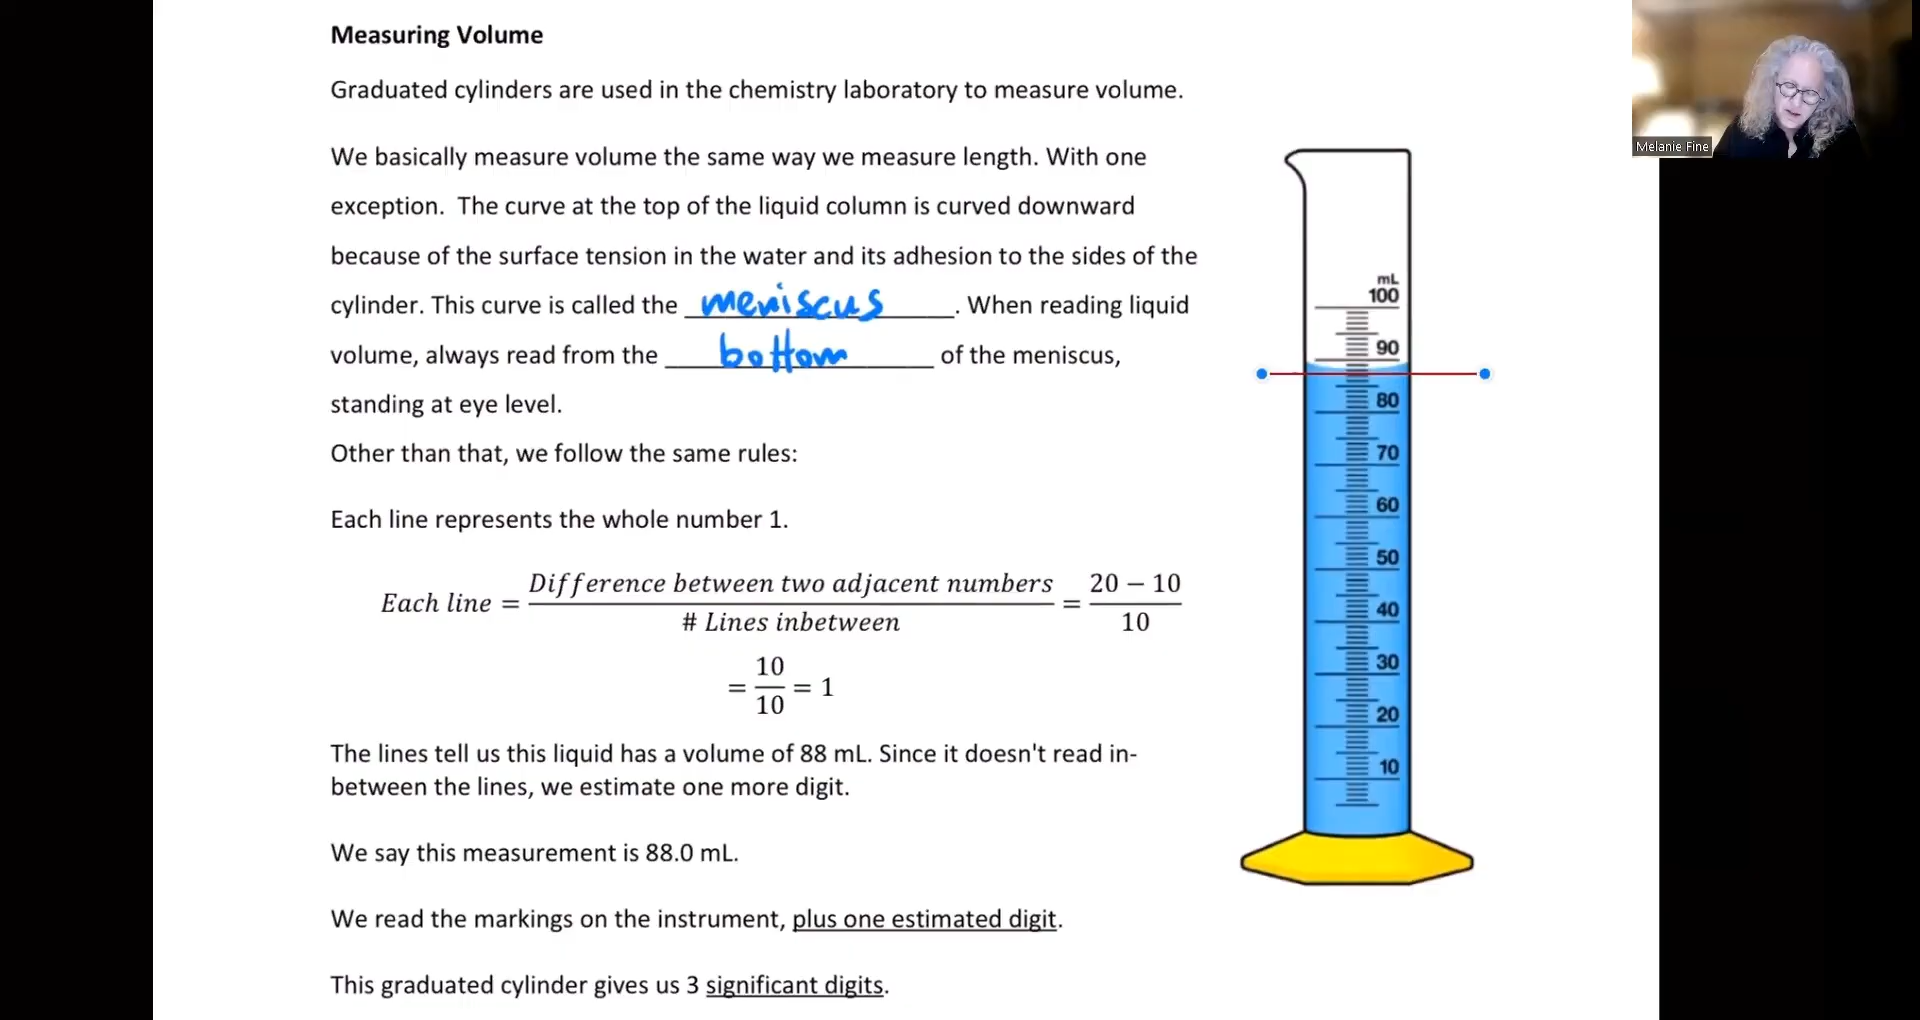 Measuring Volume
Graduated cylinders are used in the chemistry laboratory to measure volume.
We basically measure volume the same way we measure length. With one
exception. The curve at the top of the liquid column is curved downward
because of the surface tension in the water and its adhesion to the sides of the
cylinder. This curve is called the meniscus. When reading liquid
volume, always read from the bottom of the meniscus,
standing at eye level.
Other than that, we follow the same rules:
Each line represents the whole number 1.
Each line = Difference between two adjacent numbers / # Lines inbetween = 20 − 10 / 10
= 10 / 10 = 1
The lines tell us this liquid has a volume of 88 mL. Since it doesn't read in-
between the lines, we estimate one more digit.
We say this measurement is 88.0 mL.
We read the markings on the instrument, plus one estimated digit.
This graduated cylinder gives us 3 significant digits.
mL
100
90
80
70
60
50
40
30
20
10
Melanie Fine